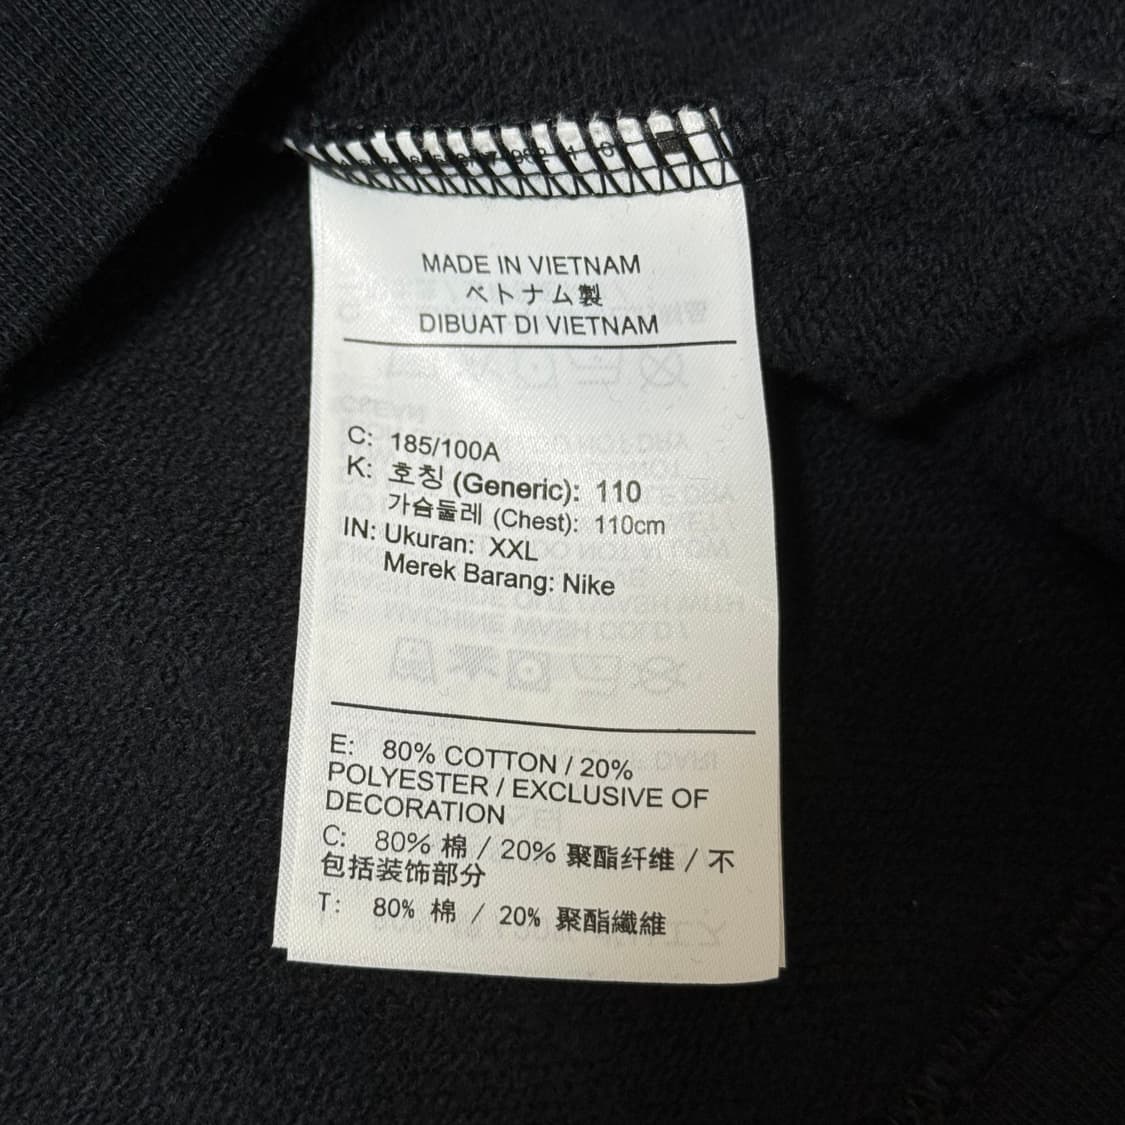 MADE IN VIETNAM
ベトナム製
DIBUAT DI VIETNAM
C: 185/100A
K: 호칭 (Generic): 110
가슴둘레 (Chest): 110cm
IN: Ukuran: XXL
Merek Barang: Nike
E: 80% COTTON / 20%
POLYESTER / EXCLUSIVE OF
DECORATION
C: 80% 棉 / 20% 聚酯纤维 / 不
包括装饰部分
T: 80% 棉 / 20% 聚酯纖維